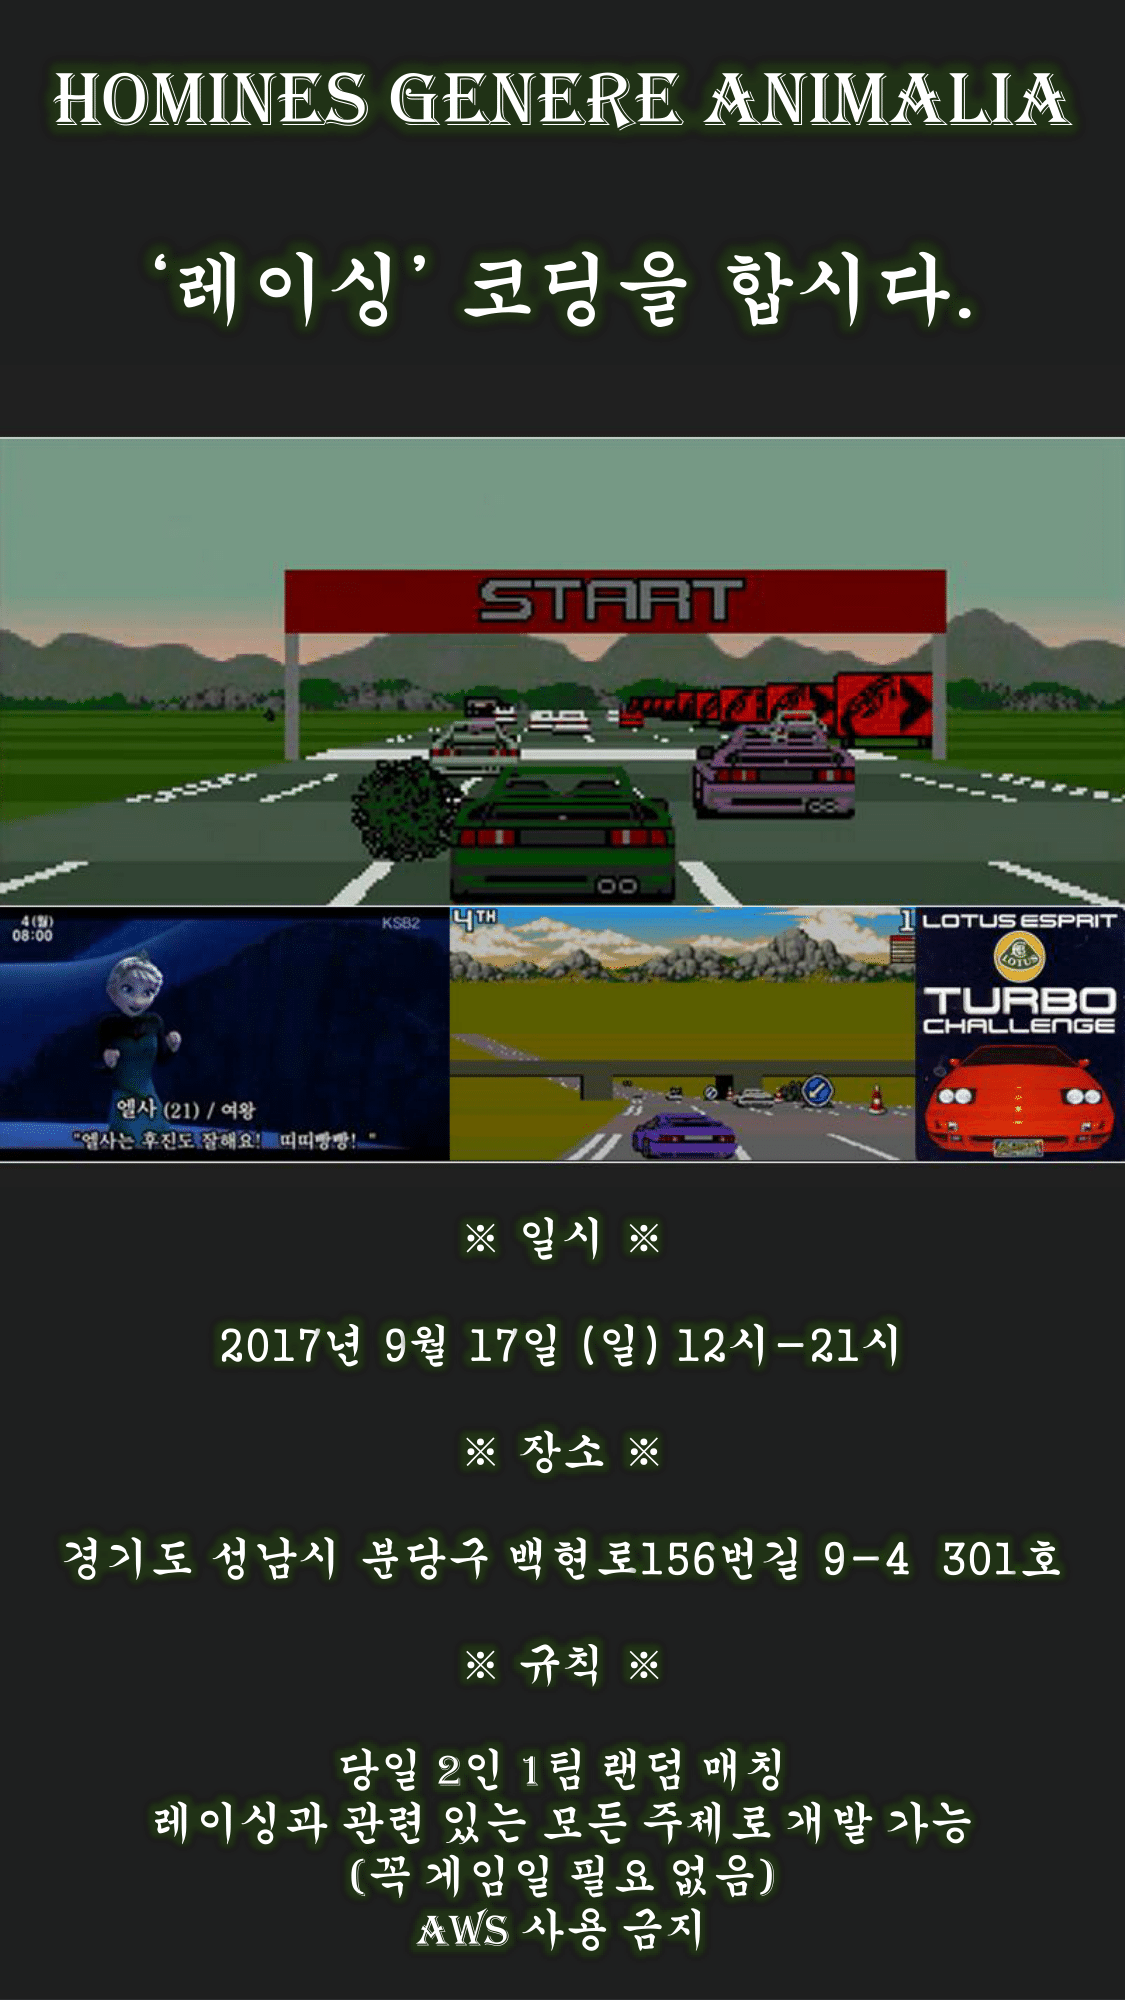 HOMINES GENERE ANIMALIA
‘레이싱’ 코딩을 합시다.
START
4 (월)
08:00
KSB2
엘사 (21) / 여왕
"엘사는 후진도 잘해요! 띠띠빵빵! "
4TH
1
LOTUS ESPRIT
LOTUS
TURBO
CHALLENGE
※ 일시 ※
2017년 9월 17일 (일) 12시-21시
※ 장소 ※
경기도 성남시 분당구 백현로156번길 9-4 301호
※ 규칙 ※
당일 2인 1팀 랜덤 매칭
레이싱과 관련 있는 모든 주제로 개발 가능
(꼭 게임일 필요 없음)
AWS 사용 금지